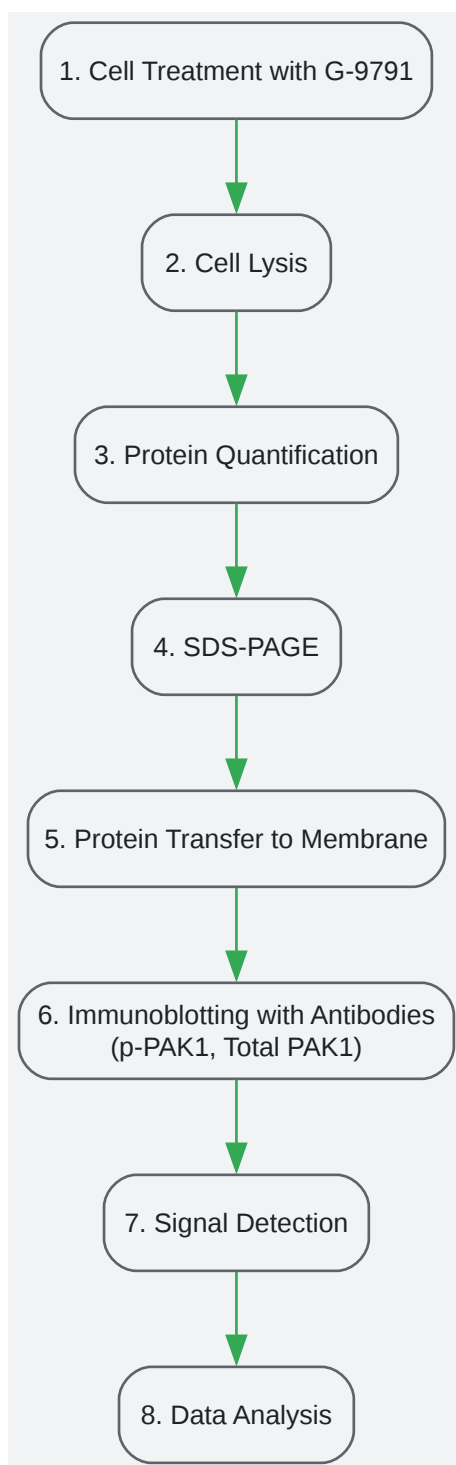 1. Cell Treatment with G-9791
2. Cell Lysis
3. Protein Quantification
4. SDS-PAGE
5. Protein Transfer to Membrane
6. Immunoblotting with Antibodies
(p-PAK1, Total PAK1)
7. Signal Detection
8. Data Analysis